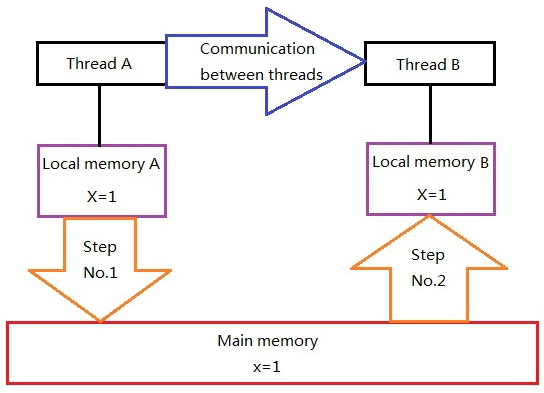 Communication
between threads
Thread A
Thread B
Local memory A
X=1
Local memory B
X=1
Step
No.1
Step
No.2
Main memory
x=1